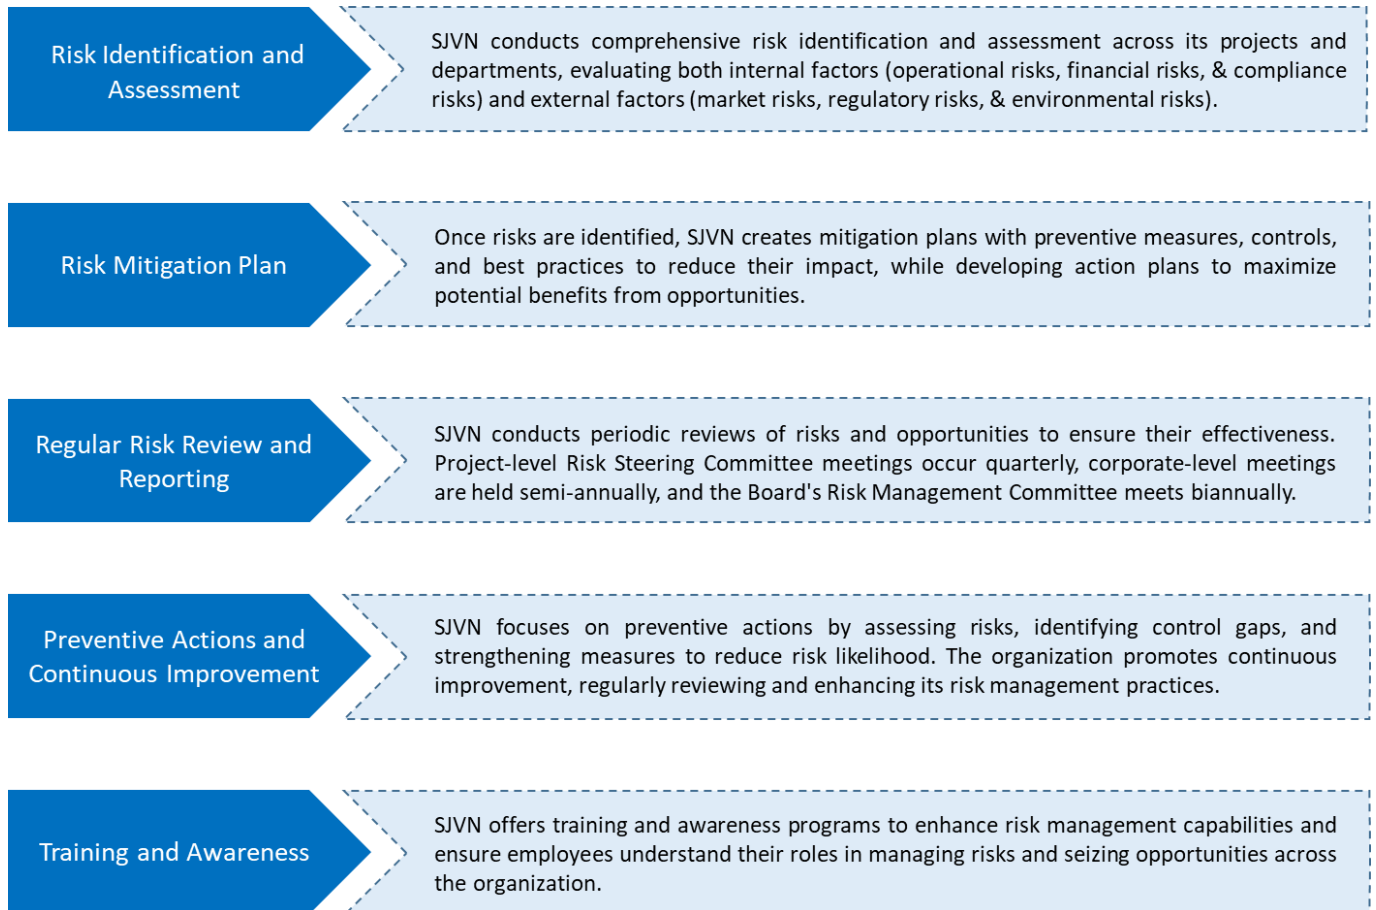 Risk Identification and
Assessment
SJVN conducts comprehensive risk identification and assessment across its projects and
departments, evaluating both internal factors (operational risks, financial risks, & compliance
risks) and external factors (market risks, regulatory risks, & environmental risks).
Risk Mitigation Plan
Once risks are identified, SJVN creates mitigation plans with preventive measures, controls,
and best practices to reduce their impact, while developing action plans to maximize
potential benefits from opportunities.
Regular Risk Review and
Reporting
SJVN conducts periodic reviews of risks and opportunities to ensure their effectiveness.
Project-level Risk Steering Committee meetings occur quarterly, corporate-level meetings
are held semi-annually, and the Board's Risk Management Committee meets biannually.
Preventive Actions and
Continuous Improvement
SJVN focuses on preventive actions by assessing risks, identifying control gaps, and
strengthening measures to reduce risk likelihood. The organization promotes continuous
improvement, regularly reviewing and enhancing its risk management practices.
Training and Awareness
SJVN offers training and awareness programs to enhance risk management capabilities and
ensure employees understand their roles in managing risks and seizing opportunities across
the organization.